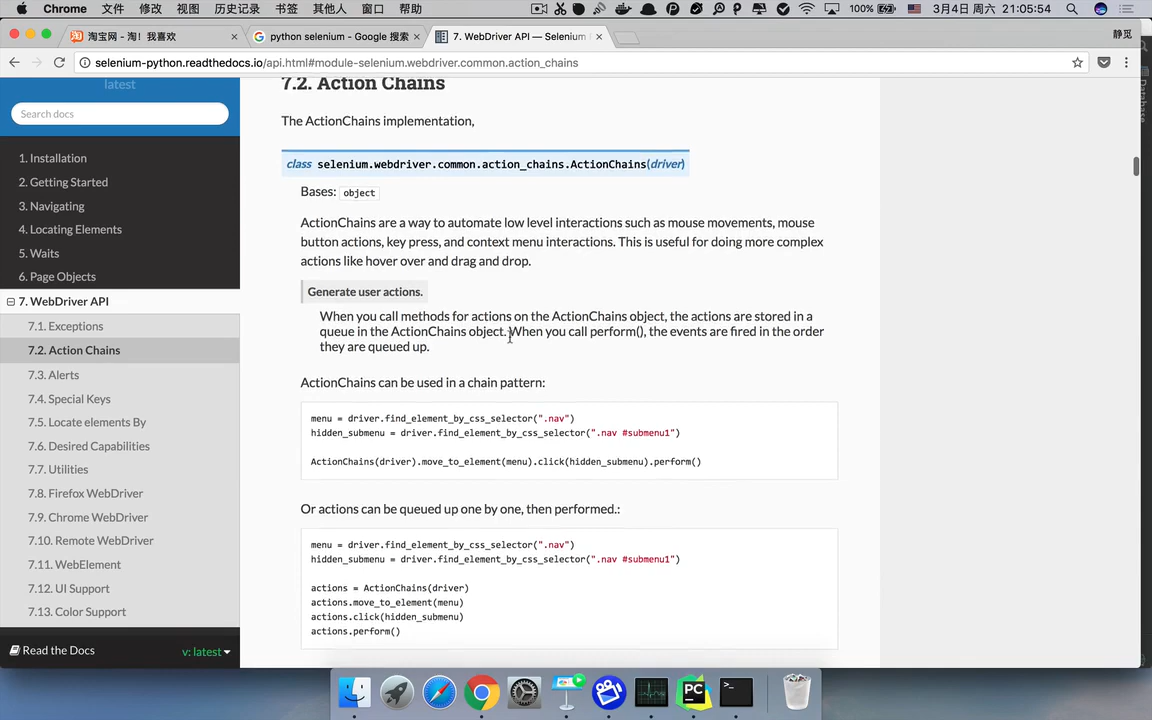 Chrome 文件 修改 视图 历史记录 书签 其他人 窗口 帮助 100% 3月4日 周六 21:05:54
淘宝网 - 淘！我喜欢 × python selenium - Google 搜索 × 7. WebDriver API — Selenium × 静觅
selenium-python.readthedocs.io/api.html#module-selenium.webdriver.common.action_chains
latest
Search docs
1. Installation
2. Getting Started
3. Navigating
4. Locating Elements
5. Waits
6. Page Objects
7. WebDriver API
7.1. Exceptions
7.2. Action Chains
7.3. Alerts
7.4. Special Keys
7.5. Locate elements By
7.6. Desired Capabilities
7.7. Utilities
7.8. Firefox WebDriver
7.9. Chrome WebDriver
7.10. Remote WebDriver
7.11. WebElement
7.12. UI Support
7.13. Color Support
Read the Docs v: latest
7.2. Action Chains
The ActionChains implementation,
class selenium.webdriver.common.action_chains.ActionChains(driver)
Bases: object
ActionChains are a way to automate low level interactions such as mouse movements, mouse
button actions, key press, and context menu interactions. This is useful for doing more complex
actions like hover over and drag and drop.
Generate user actions.
When you call methods for actions on the ActionChains object, the actions are stored in a
queue in the ActionChains object. When you call perform(), the events are fired in the order
they are queued up.
ActionChains can be used in a chain pattern:
menu = driver.find_element_by_css_selector(".nav")
hidden_submenu = driver.find_element_by_css_selector(".nav #submenu1")
ActionChains(driver).move_to_element(menu).click(hidden_submenu).perform()
Or actions can be queued up one by one, then performed.:
menu = driver.find_element_by_css_selector(".nav")
hidden_submenu = driver.find_element_by_css_selector(".nav #submenu1")
actions = ActionChains(driver)
actions.move_to_element(menu)
actions.click(hidden_submenu)
actions.perform()
Database
PC